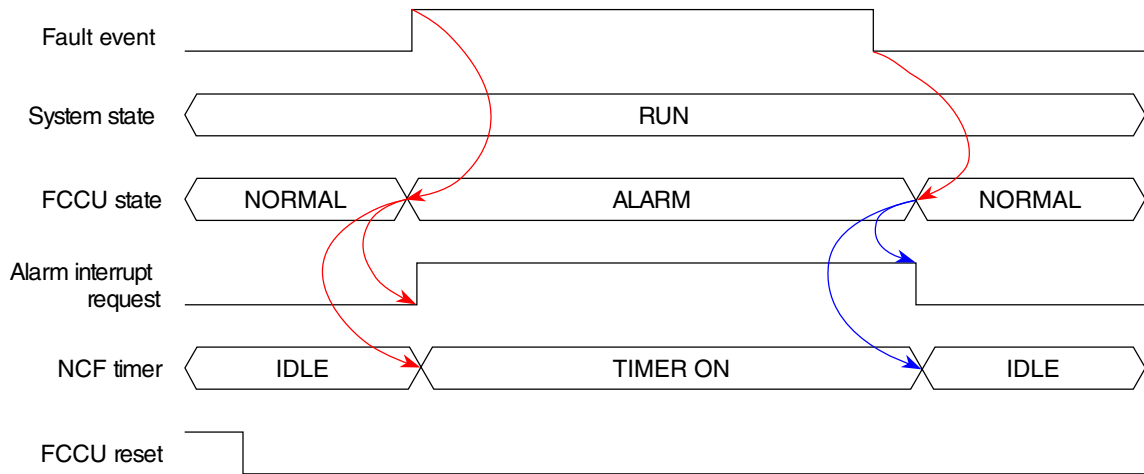 Fault event
System state
RUN
FCCU state
NORMAL
ALARM
NORMAL
Alarm interrupt
request
NCF timer
IDLE
TIMER ON
IDLE
FCCU reset